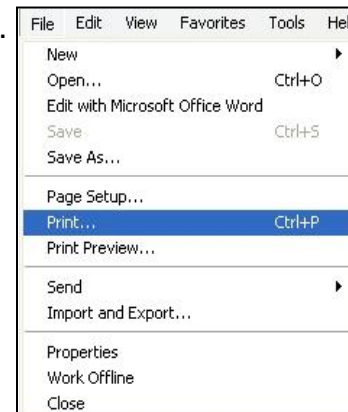 File Edit View Favorites Tools Hel
New
Open... Ctrl+O
Edit with Microsoft Office Word
Save Ctrl+S
Save As...
Page Setup...
Print... Ctrl+P
Print Preview...
Send
Import and Export...
Properties
Work Offline
Close